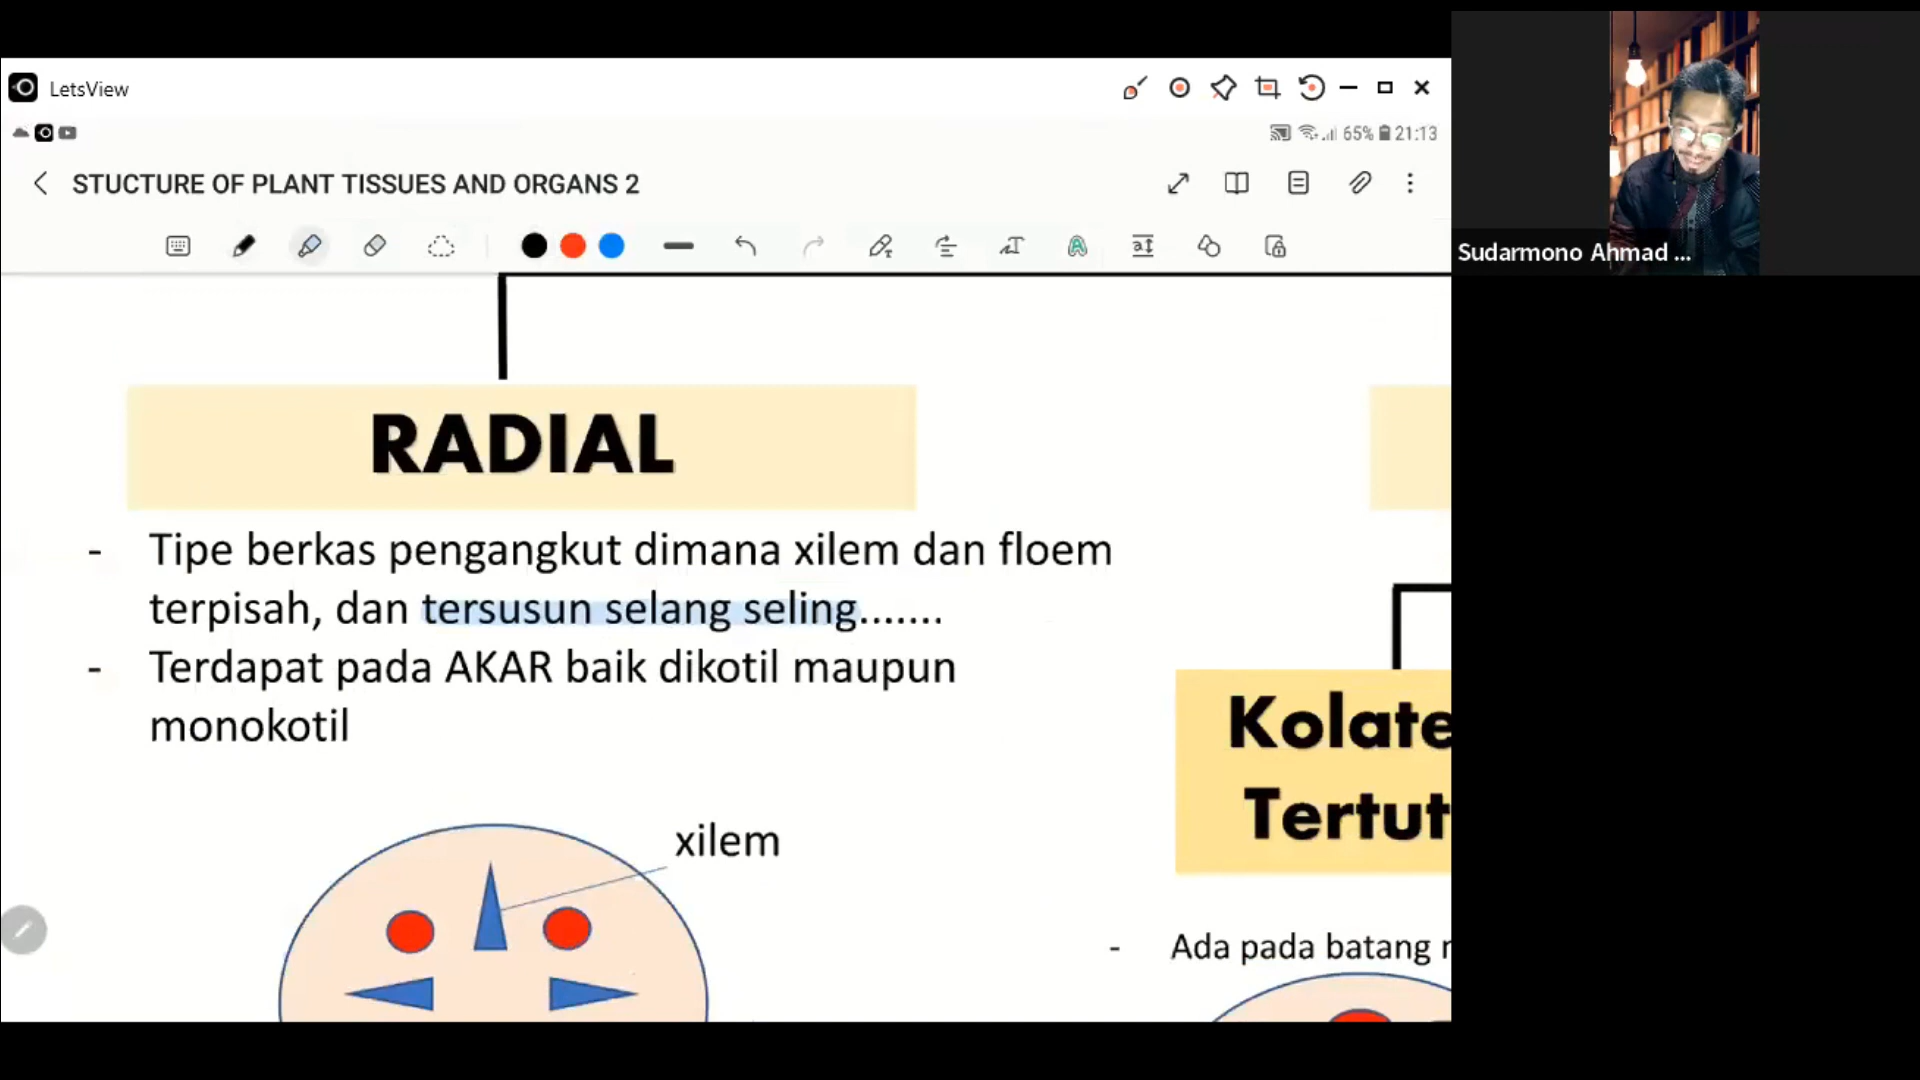 LetsView
65% 21:13
STUCTURE OF PLANT TISSUES AND ORGANS 2
RADIAL
- Tipe berkas pengangkut dimana xilem dan floem
terpisah, dan tersusun selang seling.......
- Terdapat pada AKAR baik dikotil maupun
monokotil
xilem
Kolate
Tertut
- Ada pada batang
Sudarmono Ahmad ...